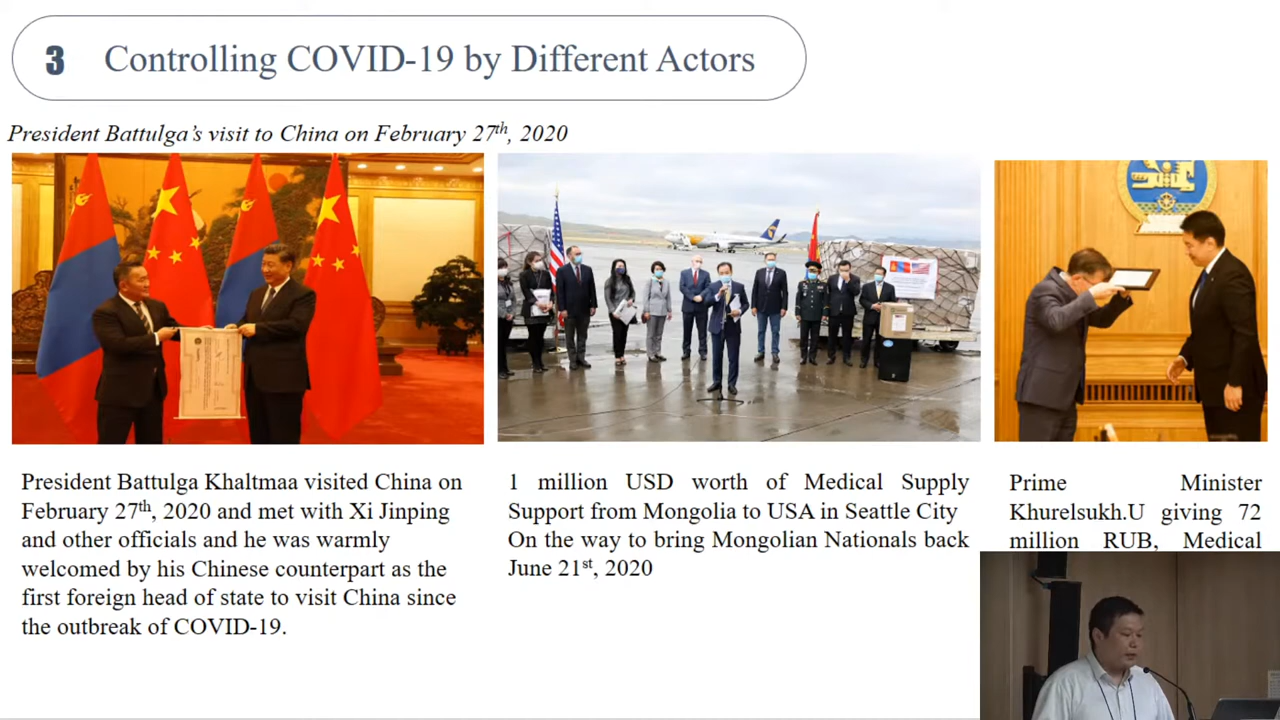 3 Controlling COVID-19 by Different Actors
President Battulga's visit to China on February 27th, 2020
President Battulga Khaltmaa visited China on
February 27th, 2020 and met with Xi Jinping
and other officials and he was warmly
welcomed by his Chinese counterpart as the
first foreign head of state to visit China since
the outbreak of COVID-19.
1 million USD worth of Medical Supply
Support from Mongolia to USA in Seattle City
On the way to bring Mongolian Nationals back
June 21st, 2020
Prime Minister
Khurelsukh.U giving 72
million RUB, Medical